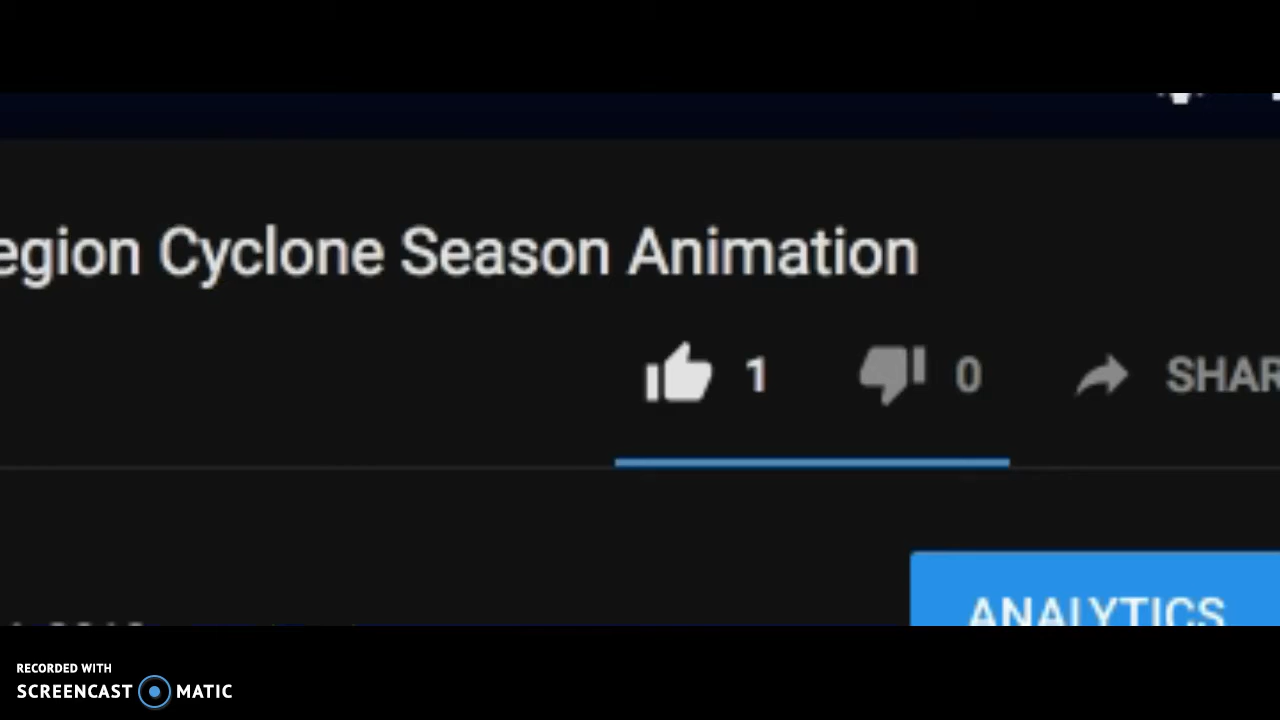 egion Cyclone Season Animation
1 0 SHAR
ANALYTICS
RECORDED WITH
SCREENCAST MATIC